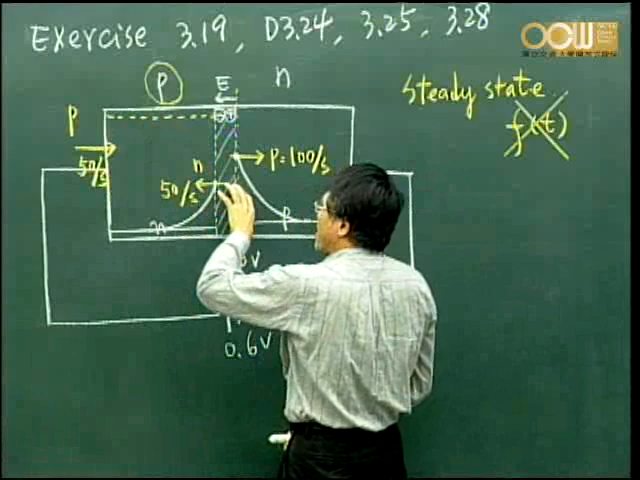 Exercise 3.19, D3.24, 3.25, 3.28
OCW
P E n
Steady state
f(t)
P
50/s
n
50/s
P=100/s
n
P
V
0.6V